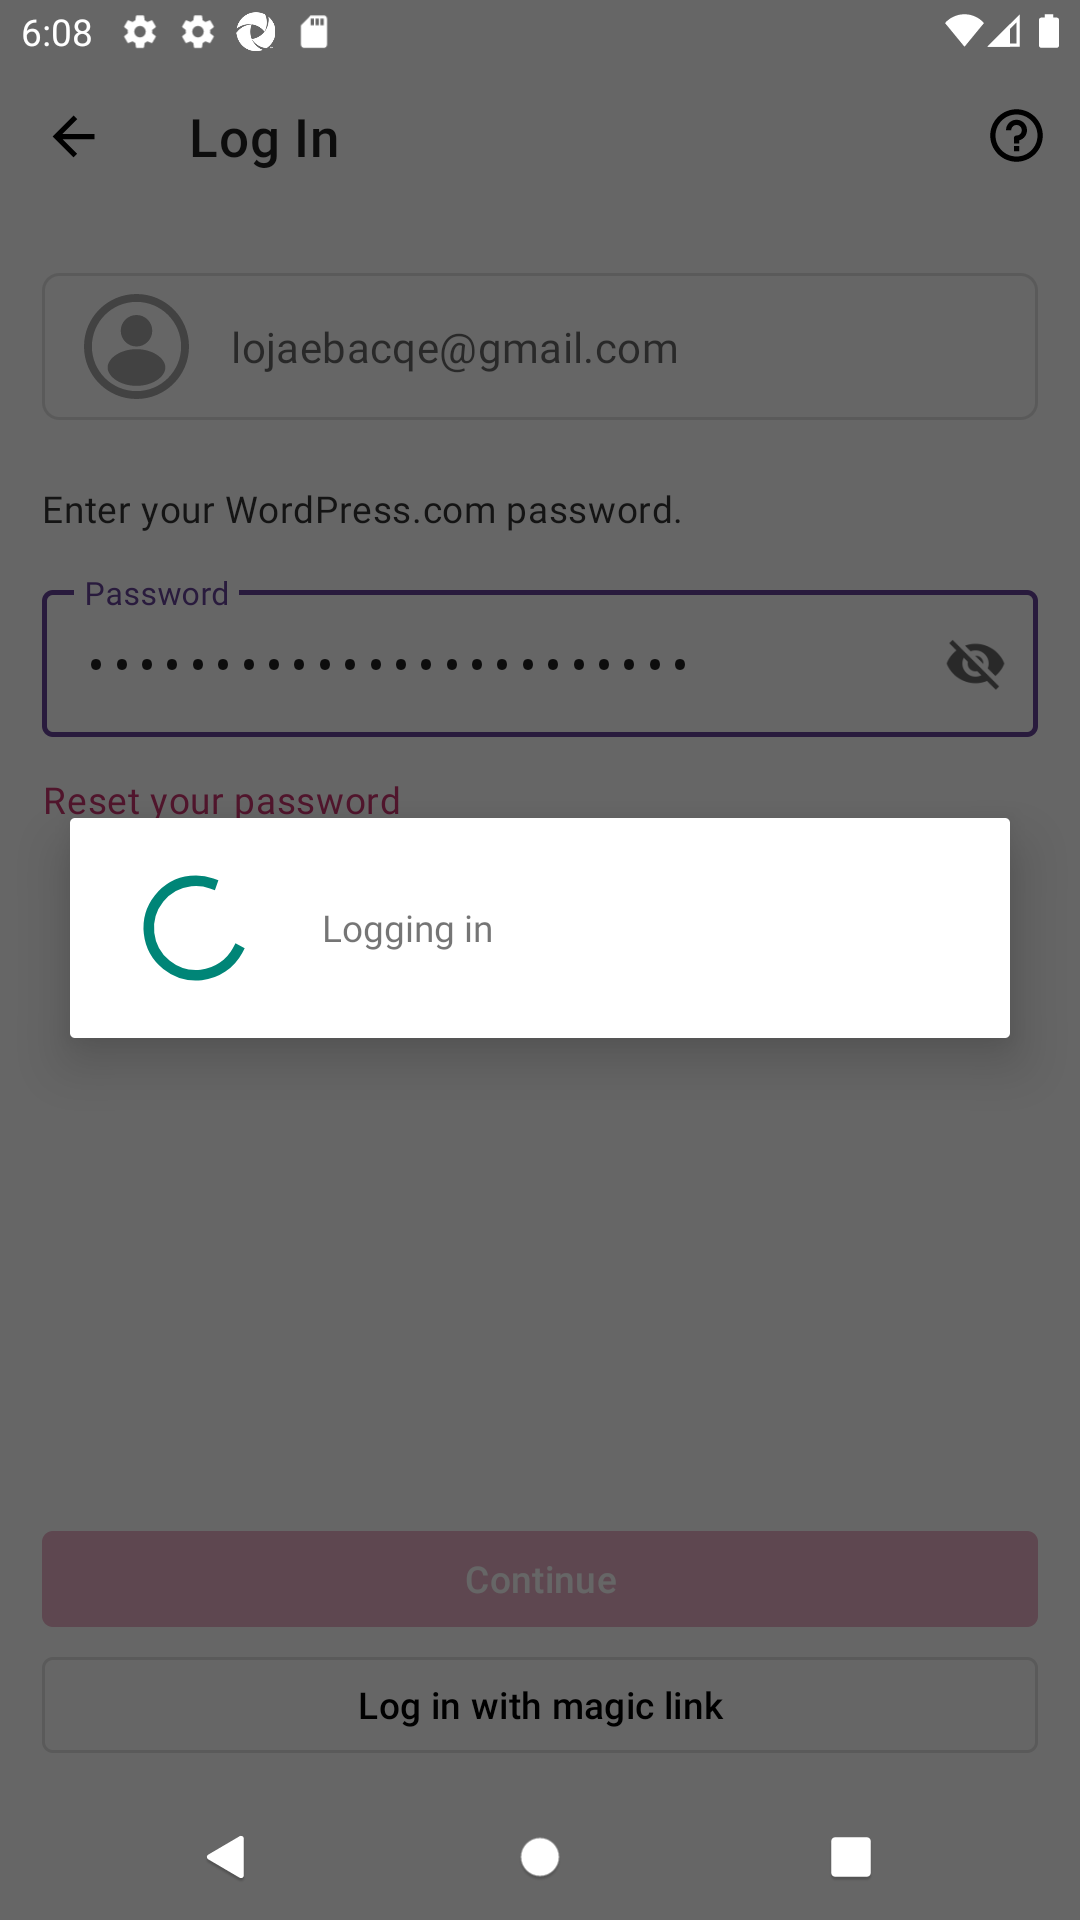 6:08
Log In
lojaebacqe@gmail.com
Enter your WordPress.com password.
Password
Reset your password
Logging in
Continue
Log in with magic link